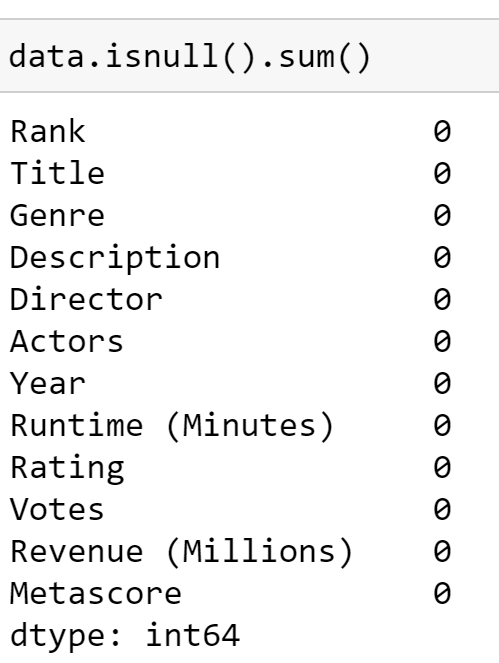 data.isnull().sum()
Rank 0
Title 0
Genre 0
Description 0
Director 0
Actors 0
Year 0
Runtime (Minutes) 0
Rating 0
Votes 0
Revenue (Millions) 0
Metascore 0
dtype: int64